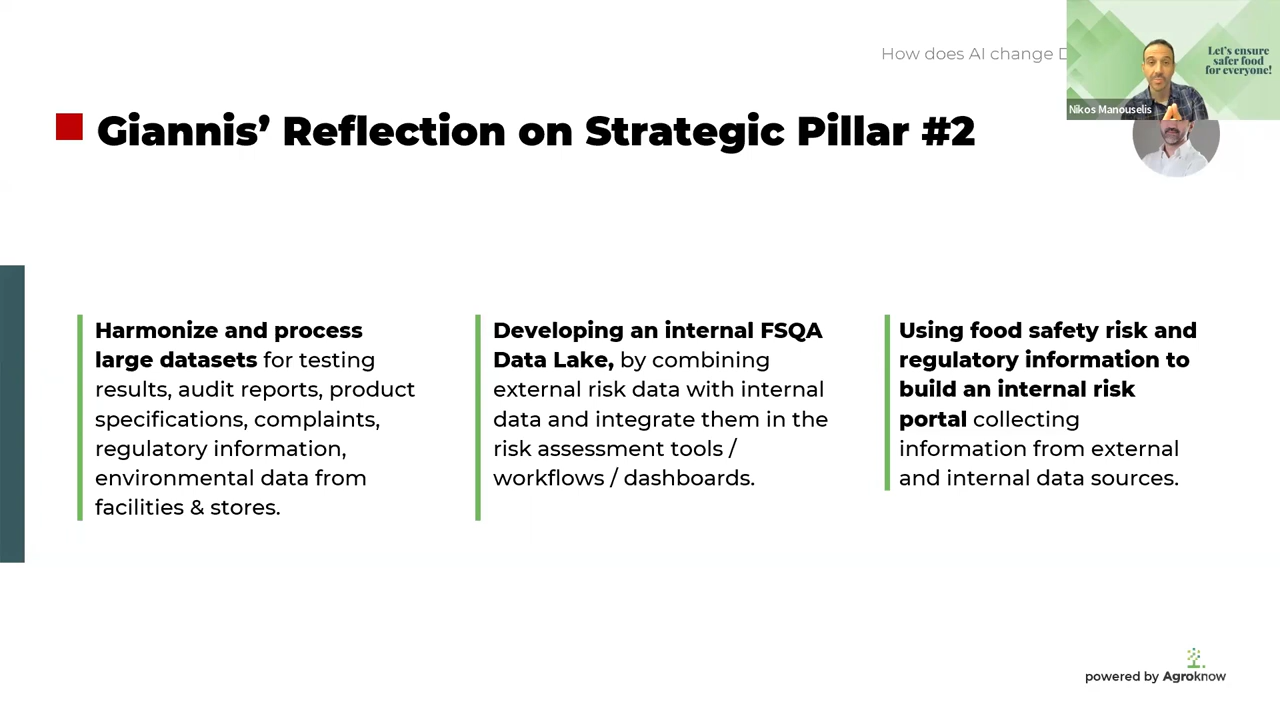 How does AI change
Let's ensure
safer food
for everyone!
Nikos Manouselis
Giannis’ Reflection on Strategic Pillar #2
Harmonize and process
large datasets for testing
results, audit reports, product
specifications, complaints,
regulatory information,
environmental data from
facilities & stores.
Developing an internal FSQA
Data Lake, by combining
external risk data with internal
data and integrate them in the
risk assessment tools /
workflows / dashboards.
Using food safety risk and
regulatory information to
build an internal risk
portal collecting
information from external
and internal data sources.
powered by Agroknow